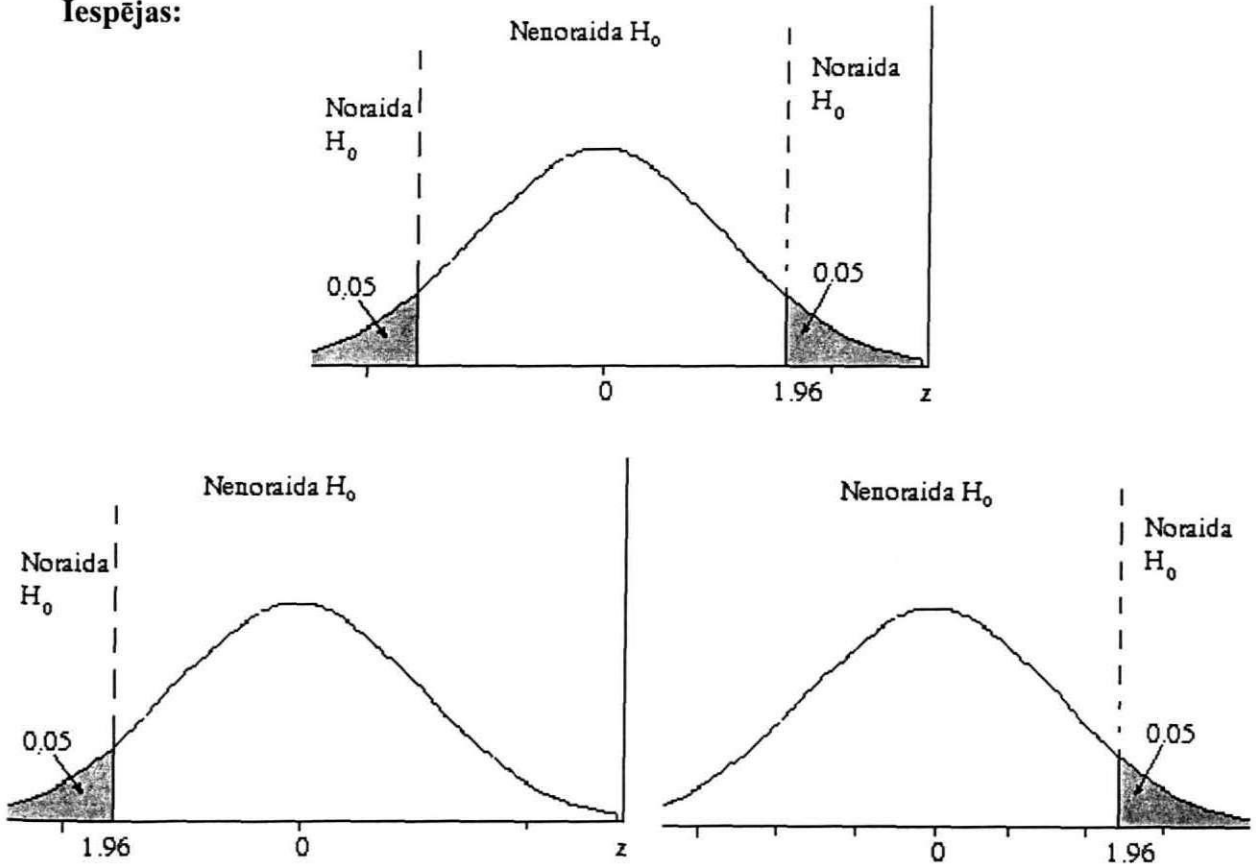 Iespējas:
Nenoraida H₀
Noraida
H₀
Noraida
H₀
0.05
0.05
0
1.96
z
Nenoraida H₀
Noraida
H₀
0.05
1.96
0
z
Nenoraida H₀
Noraida
H₀
0.05
0
1.96